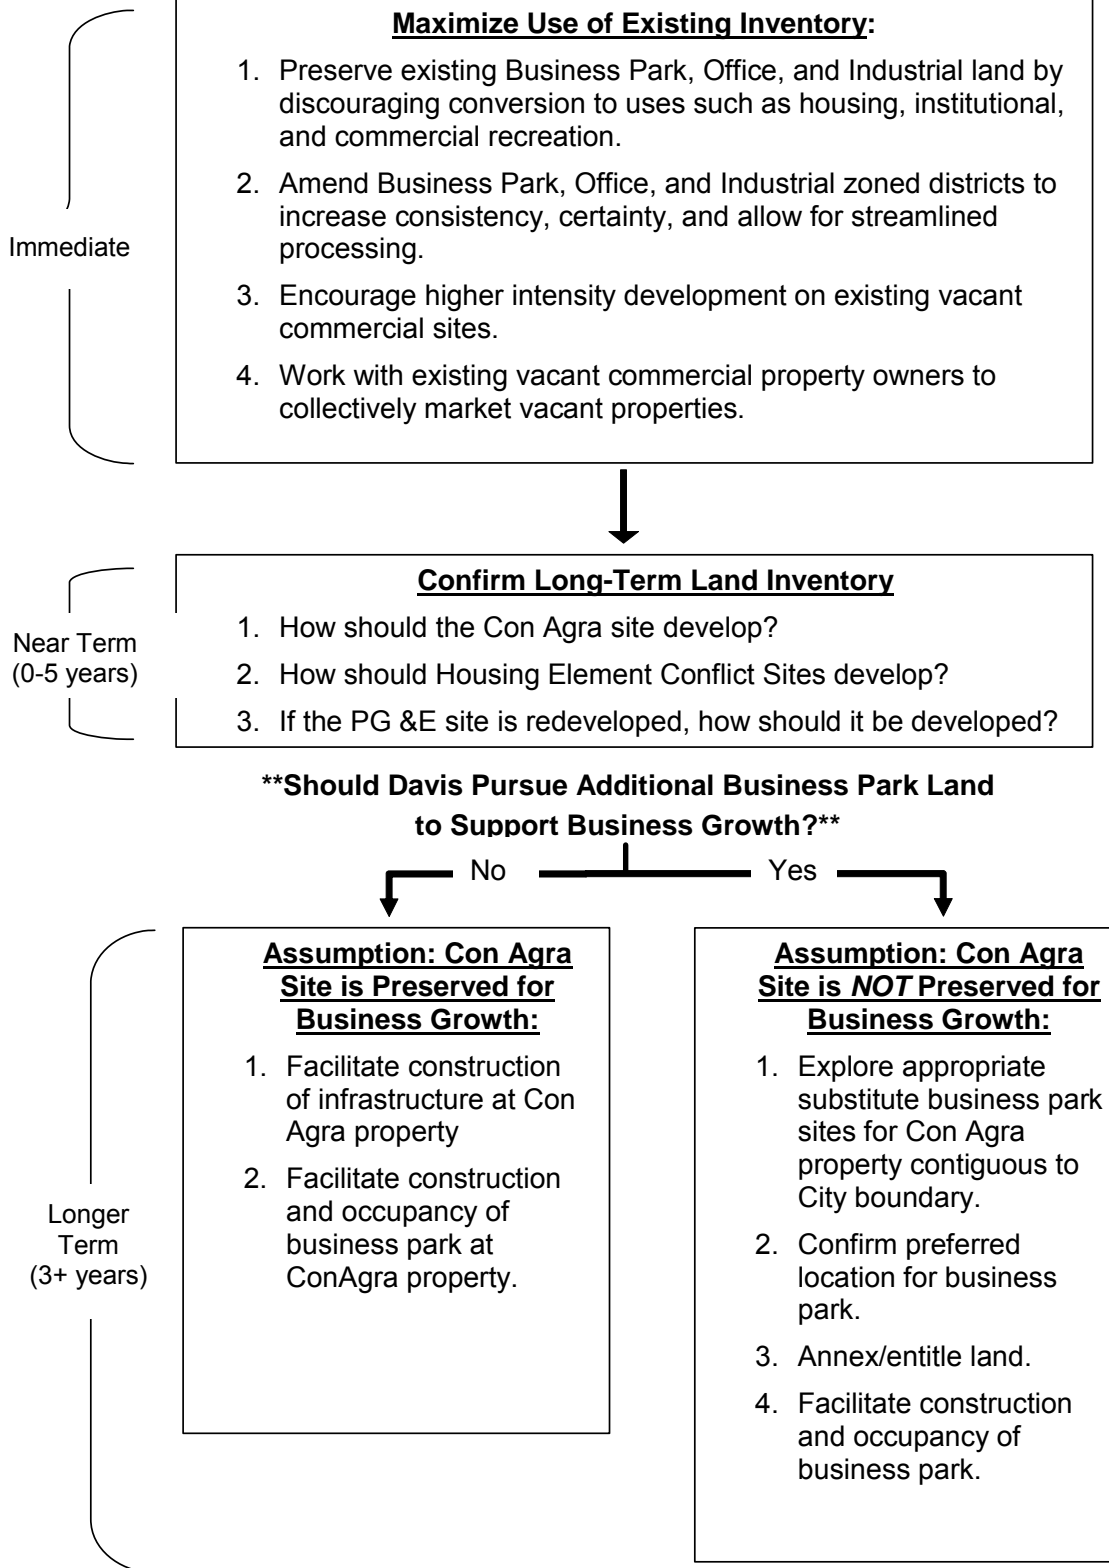 Maximize Use of Existing Inventory:
1. Preserve existing Business Park, Office, and Industrial land by
discouraging conversion to uses such as housing, institutional,
and commercial recreation.
2. Amend Business Park, Office, and Industrial zoned districts to
increase consistency, certainty, and allow for streamlined
processing.
3. Encourage higher intensity development on existing vacant
commercial sites.
4. Work with existing vacant commercial property owners to
collectively market vacant properties.
Immediate
Confirm Long-Term Land Inventory
1. How should the Con Agra site develop?
2. How should Housing Element Conflict Sites develop?
3. If the PG &E site is redeveloped, how should it be developed?
Near Term
(0-5 years)
**Should Davis Pursue Additional Business Park Land
to Support Business Growth?**
No
Yes
Longer
Term
(3+ years)
Assumption: Con Agra
Site is Preserved for
Business Growth:
1. Facilitate construction
of infrastructure at Con
Agra property
2. Facilitate construction
and occupancy of
business park at
ConAgra property.
Assumption: Con Agra
Site is NOT Preserved for
Business Growth:
1. Explore appropriate
substitute business park
sites for Con Agra
property contiguous to
City boundary.
2. Confirm preferred
location for business
park.
3. Annex/entitle land.
4. Facilitate construction
and occupancy of
business park.